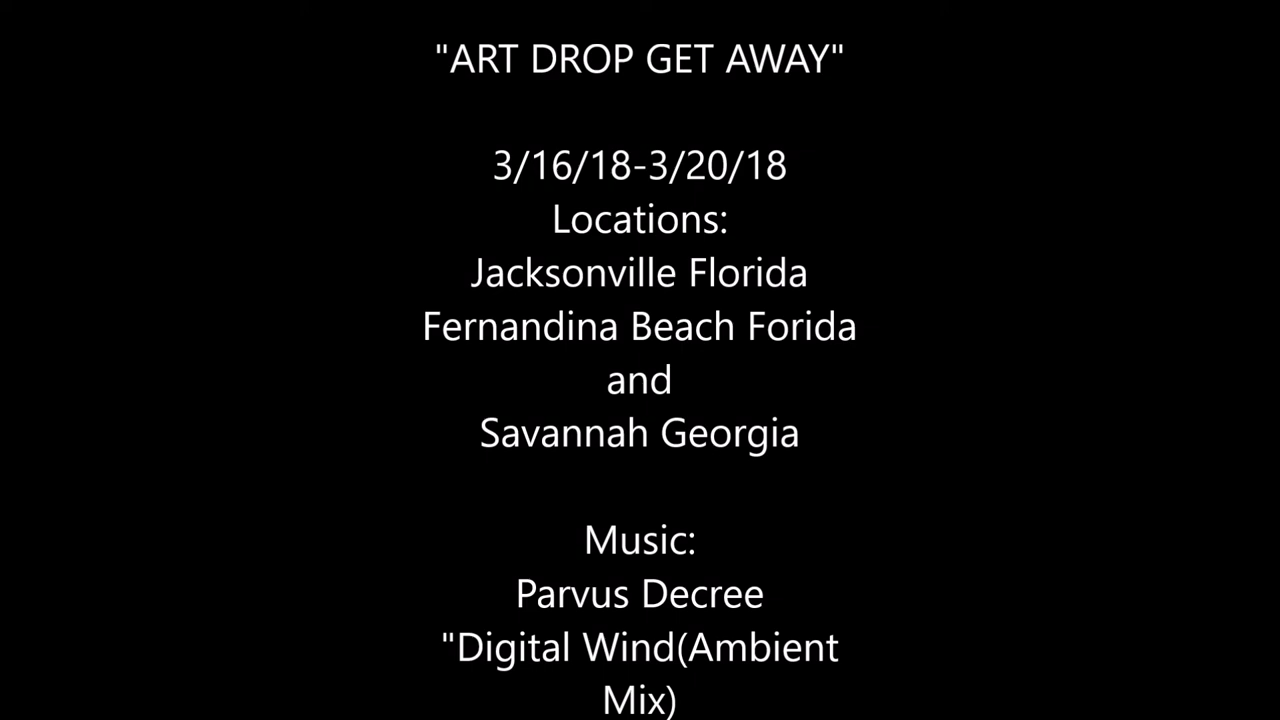 "ART DROP GET AWAY"
3/16/18-3/20/18
Locations:
Jacksonville Florida
Fernandina Beach Forida
and
Savannah Georgia
Music:
Parvus Decree
"Digital Wind(Ambient
Mix)